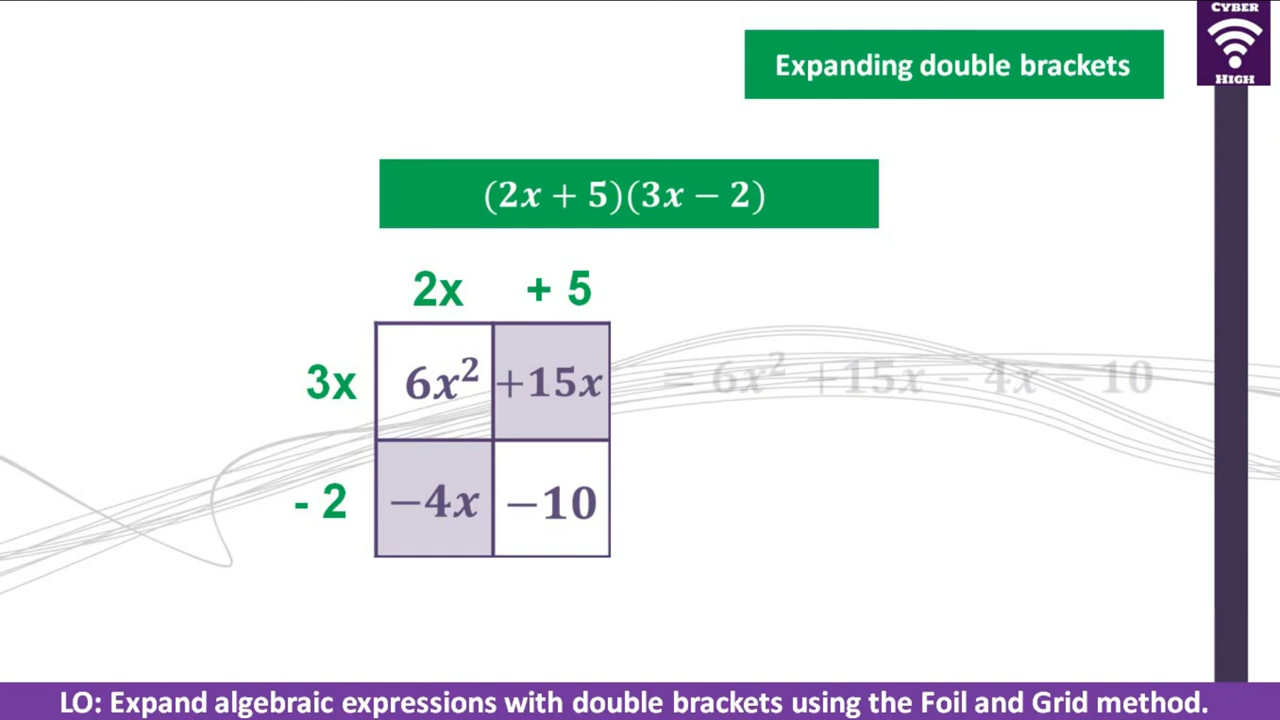 CYBER
HIGH
Expanding double brackets
(2x + 5)(3x − 2)
2x + 5
3x 6x² +15x = 6x² +15x − 4x − 10
- 2 −4x −10
LO: Expand algebraic expressions with double brackets using the Foil and Grid method.